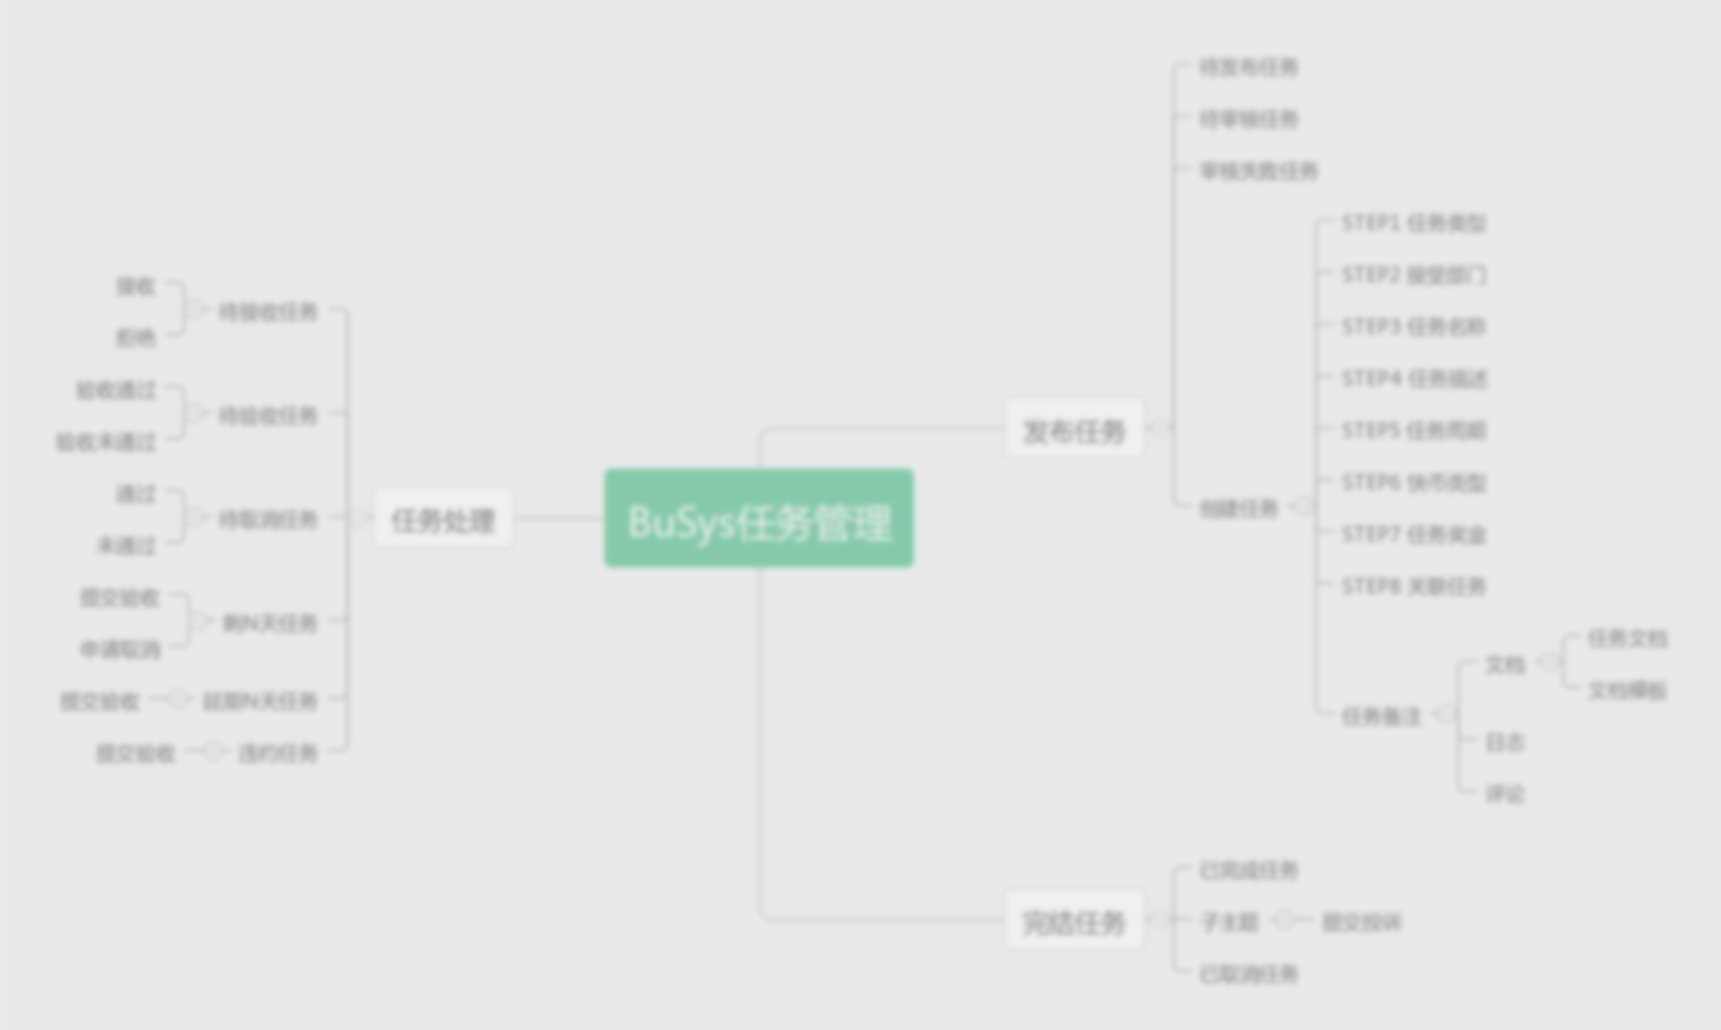 BuSys任务管理
发布任务
待发布任务
待审核任务
审核失败任务
创建任务
STEP1 任务类型
STEP2 接受部门
STEP3 任务名称
STEP4 任务描述
STEP5 任务周期
STEP6 快币类型
STEP7 任务奖金
STEP8 关联任务
任务备注
文档
任务文档
文档模板
日志
评论
完结任务
已完成任务
子主题
提交投诉
已取消任务
任务处理
待接收任务
接收
拒绝
待验收任务
验收通过
验收未通过
待取消任务
通过
未通过
剩N天任务
提交验收
申请取消
延期N天任务
提交验收
违约任务
提交验收